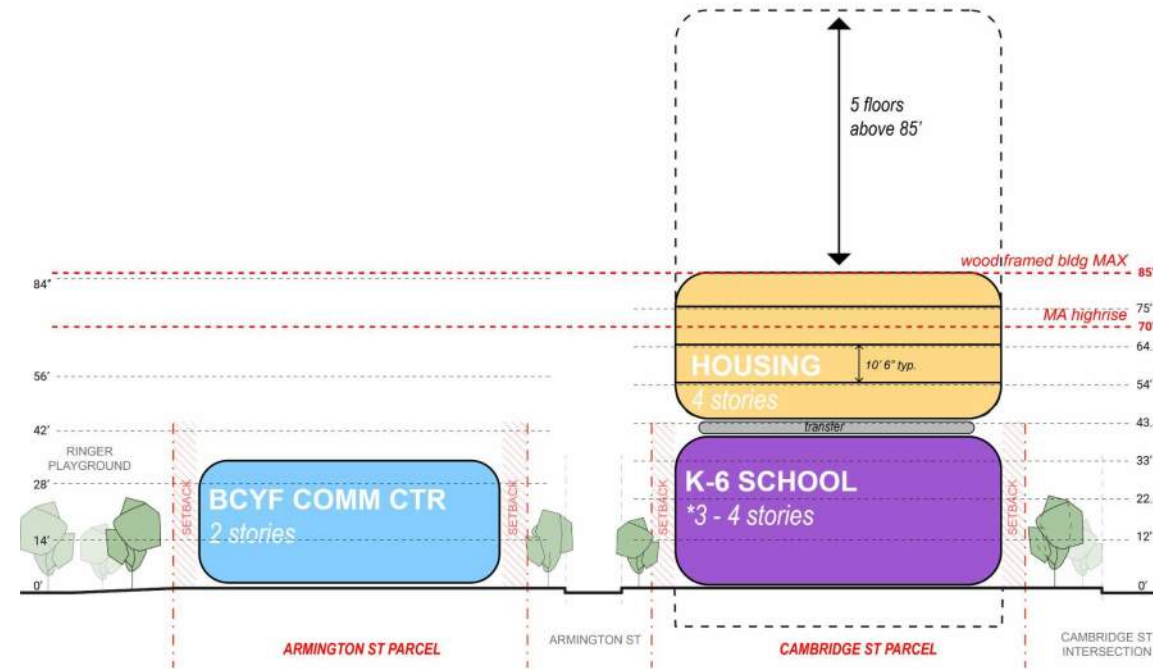 5 floors
above 85'
wood framed bldg MAX
85'
84'
75'
MA highrise
70'
64.
HOUSING
10' 6" typ.
4 stories
56'
54'
42'
transfer
43.
RINGER
PLAYGROUND
28'
14'
0'
SETBACK
BCYF COMM CTR
2 stories
SETBACK
SETBACK
K-6 SCHOOL
*3 - 4 stories
SETBACK
33'
22.
12'
0'
ARMINGTON ST PARCEL
ARMINGTON ST
CAMBRIDGE ST PARCEL
CAMBRIDGE ST
INTERSECTION